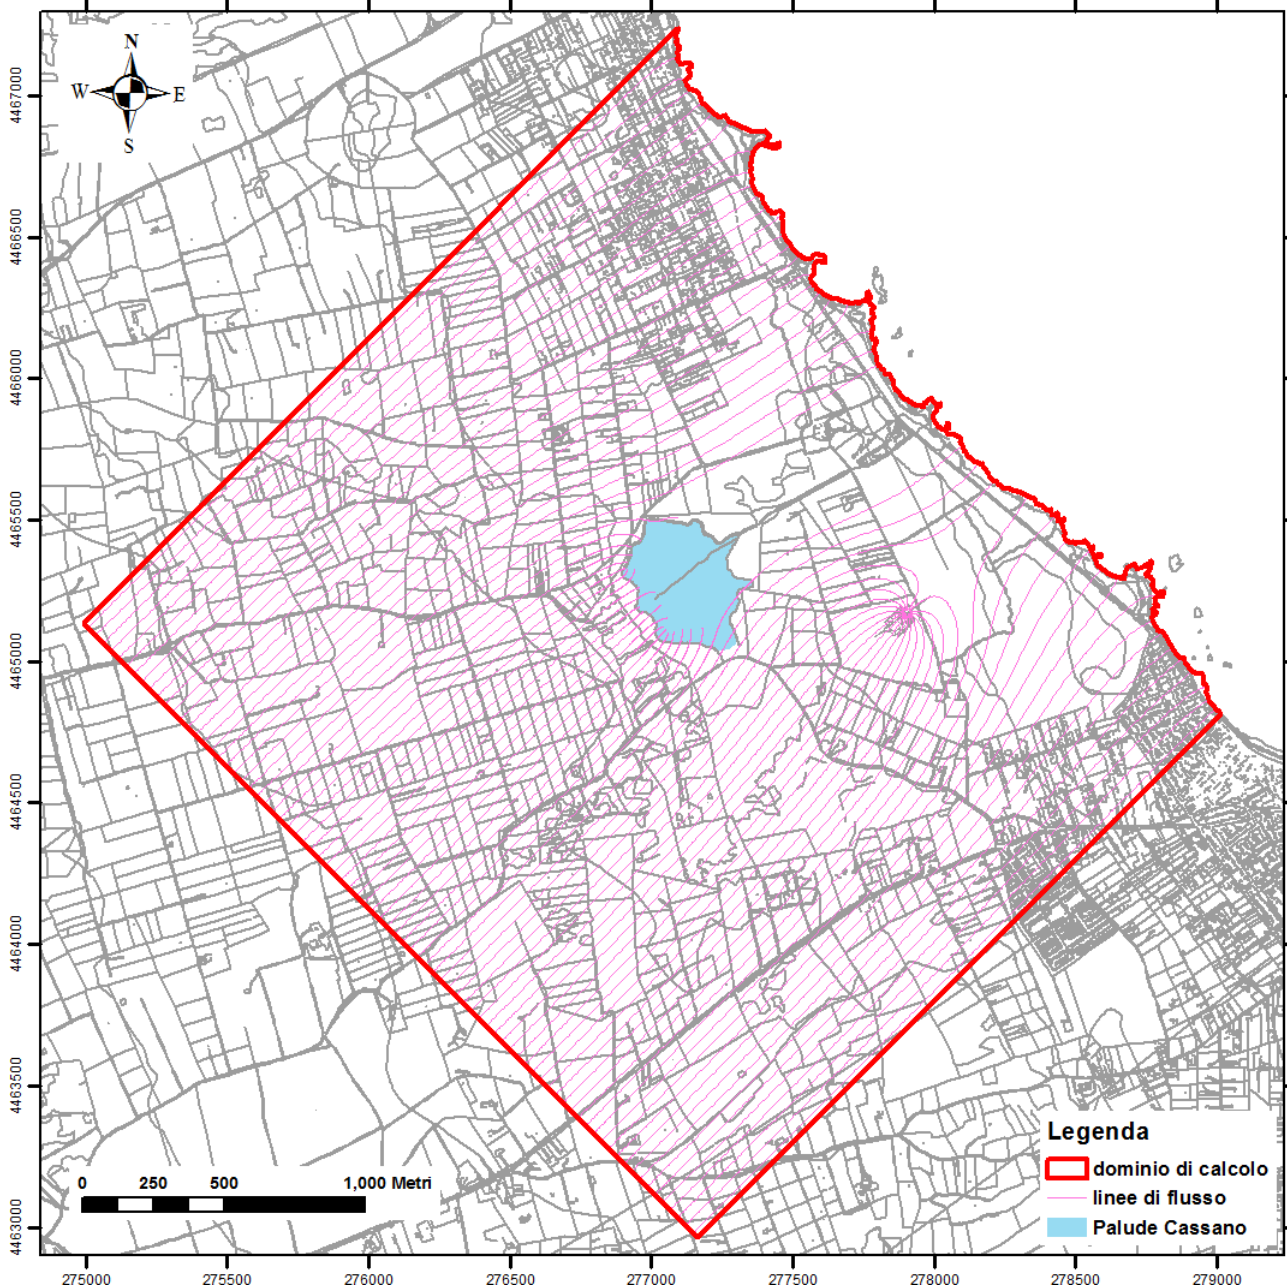 N
W E
S
4467000
4466500
4466000
4465500
4465000
4464500
4464000
4463500
4463000
Legenda
dominio di calcolo
linee di flusso
Palude Cassano
0 250 500 1,000 Metri
275000 275500 276000 276500 277000 277500 278000 278500 279000